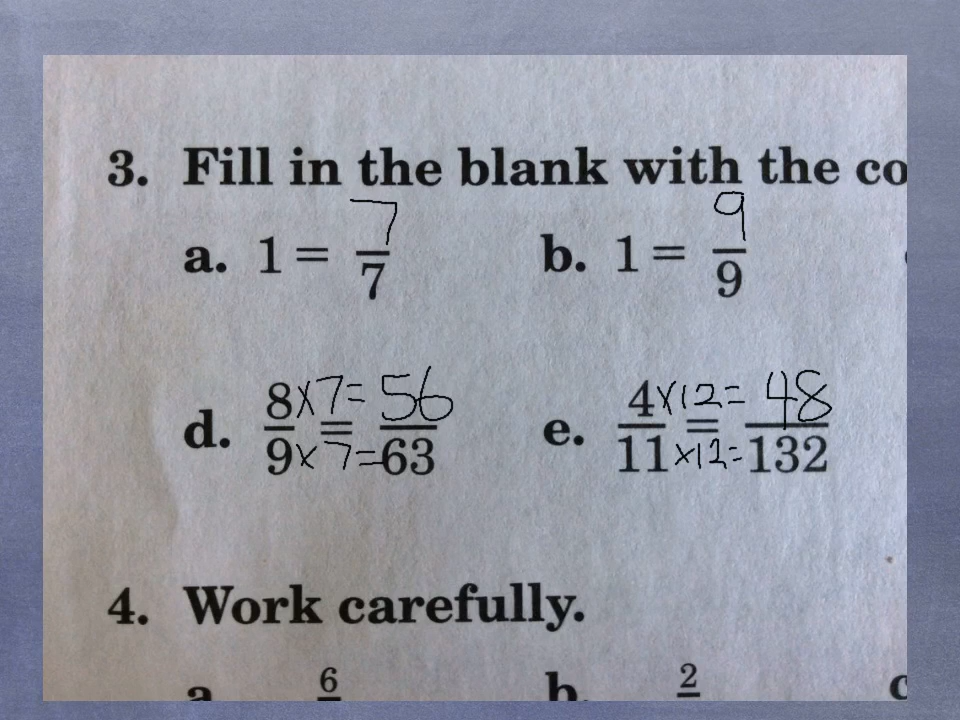 3. Fill in the blank with the co
a. 1 = 7/7 b. 1 = 9/9
d. 8/9 × 7 = / × 7 = 56/63 e. 4/11 × 12 = / × 12 = 48/132
4. Work carefully.
a 6 b. 2 c